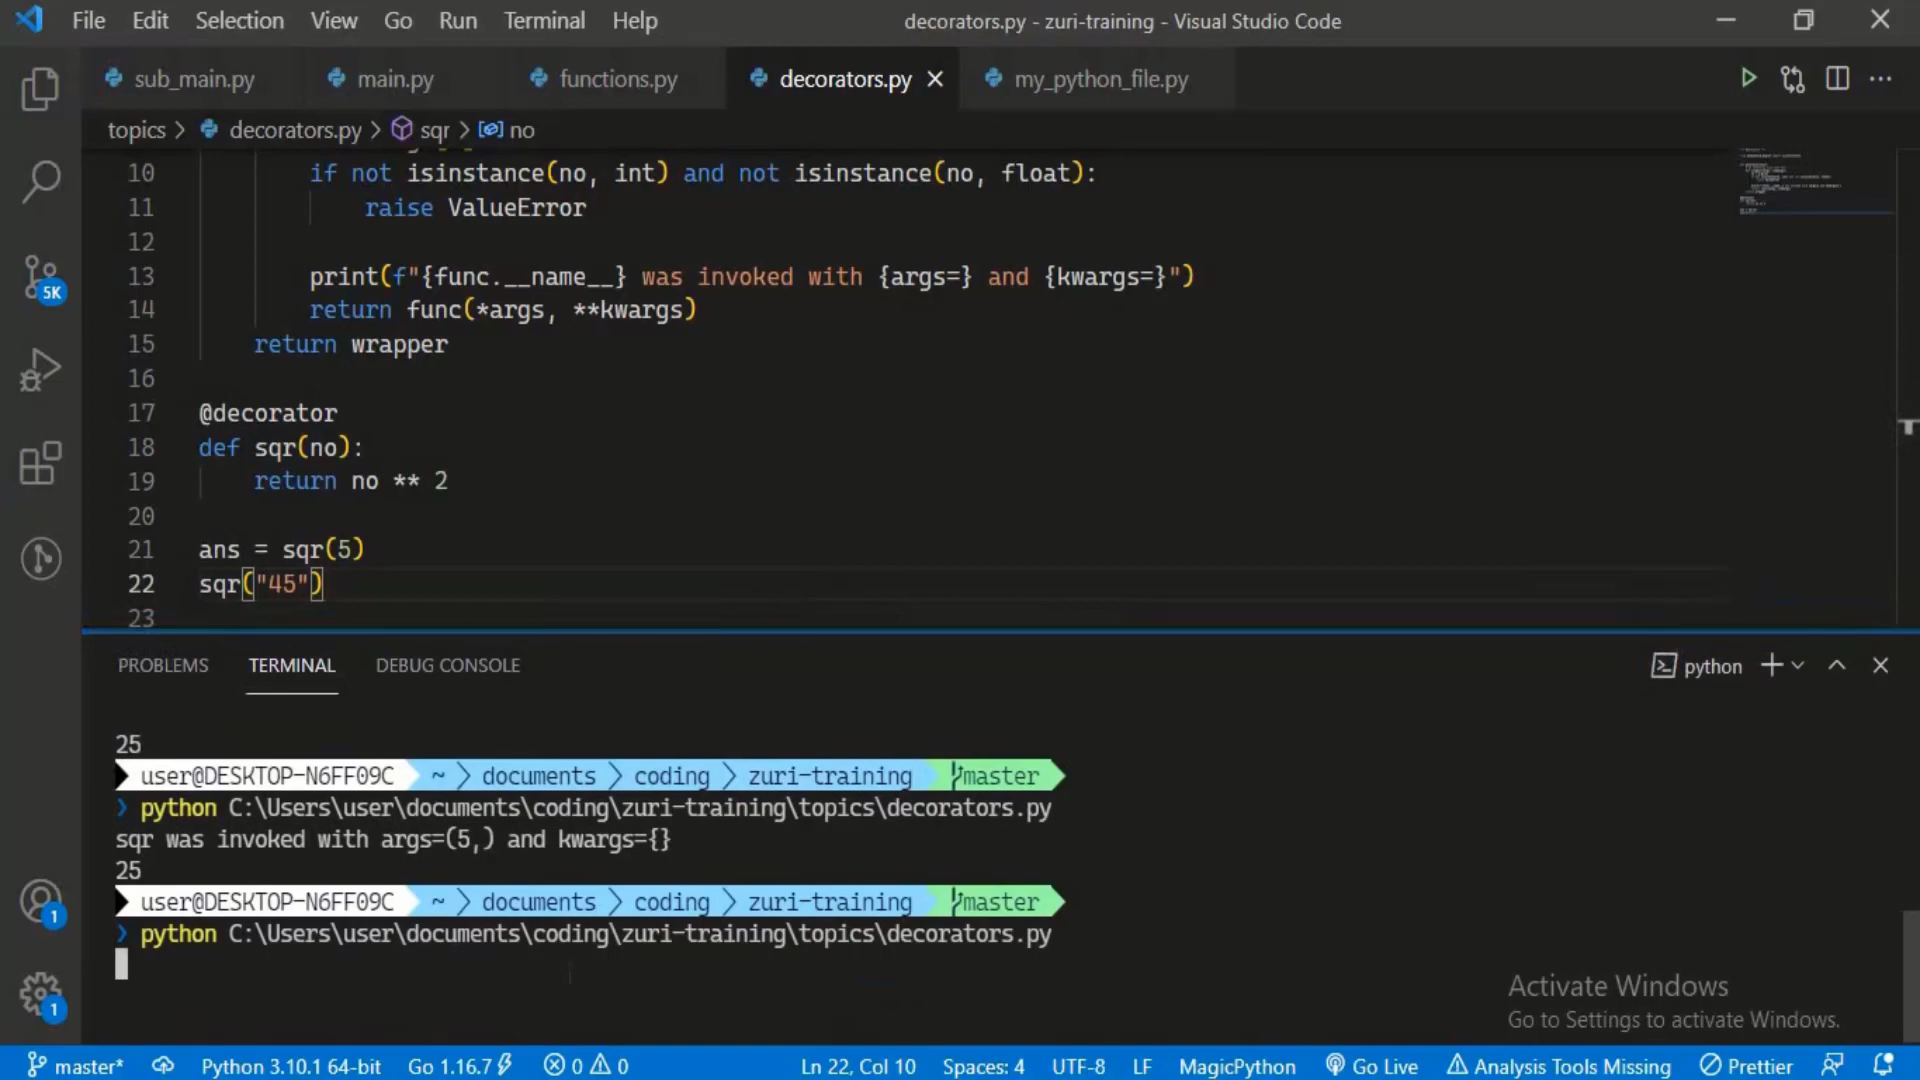 File Edit Selection View Go Run Terminal Help decorators.py - zuri-training - Visual Studio Code
sub_main.py main.py functions.py decorators.py my_python_file.py
topics > decorators.py > sqr > no
10 if not isinstance(no, int) and not isinstance(no, float):
11 raise ValueError
12
13 print(f"{func.__name__} was invoked with {args=} and {kwargs=}")
14 return func(*args, **kwargs)
15 return wrapper
16
17 @decorator
18 def sqr(no):
19 return no ** 2
20
21 ans = sqr(5)
22 sqr("45")
23
5K
PROBLEMS TERMINAL DEBUG CONSOLE python
25
user@DESKTOP-N6FF09C ~ documents coding zuri-training master
❯ python C:\Users\user\documents\coding\zuri-training\topics\decorators.py
sqr was invoked with args=(5,) and kwargs={}
25
user@DESKTOP-N6FF09C ~ documents coding zuri-training master
❯ python C:\Users\user\documents\coding\zuri-training\topics\decorators.py
1
1
Activate Windows
Go to Settings to activate Windows.
master* Python 3.10.1 64-bit Go 1.16.7 0 0 Ln 22, Col 10 Spaces: 4 UTF-8 LF MagicPython Go Live Analysis Tools Missing Prettier